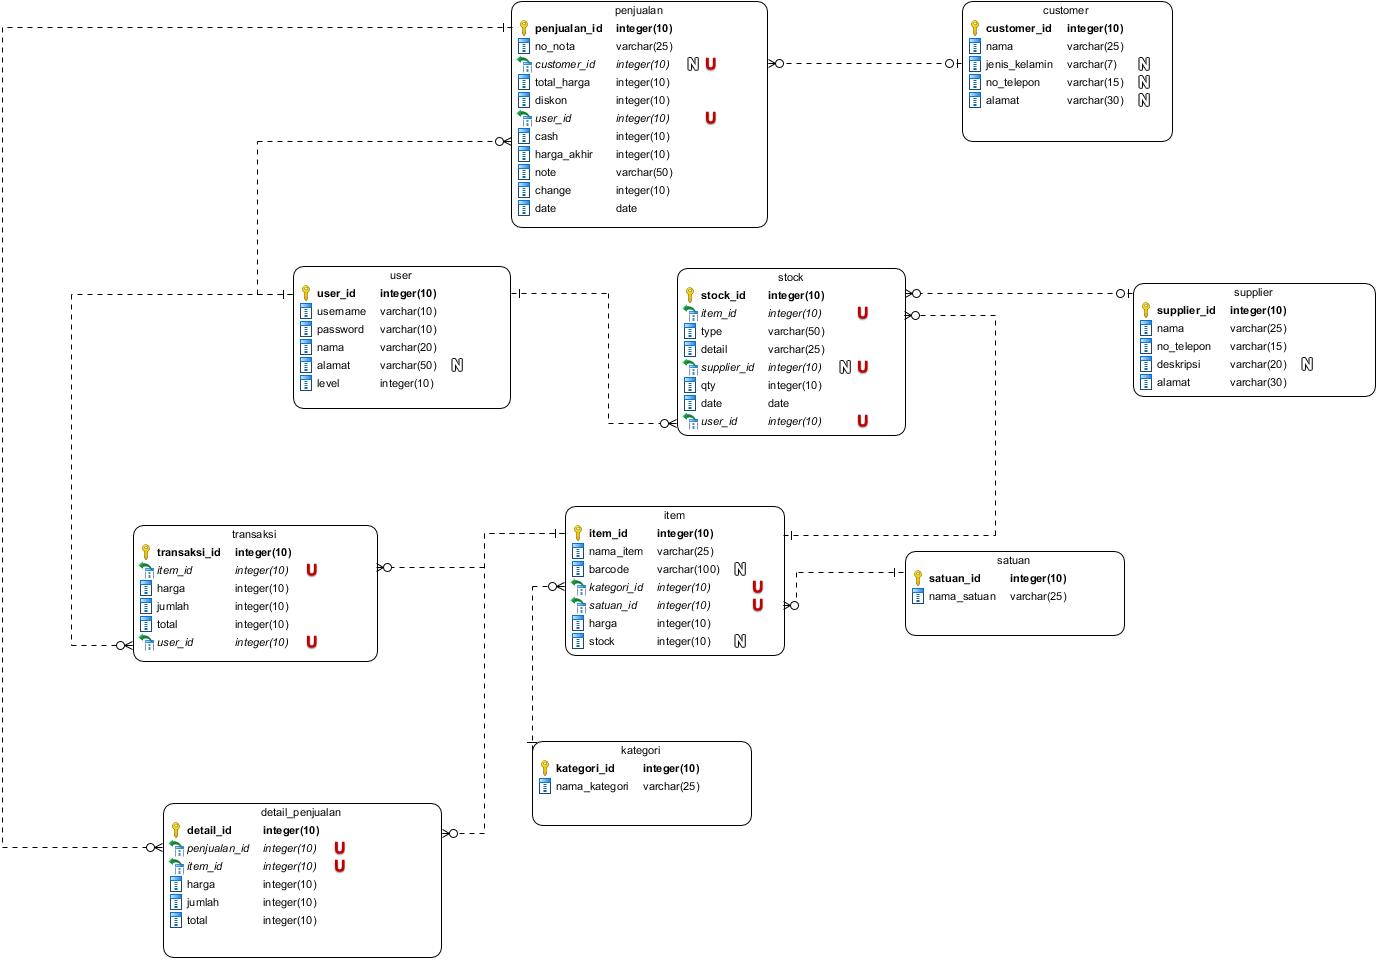 penjualan
penjualan_id integer(10)
no_nota varchar(25)
customer_id integer(10) N U
total_harga integer(10)
diskon integer(10)
user_id integer(10) U
cash integer(10)
harga_akhir integer(10)
note varchar(50)
change integer(10)
date date
customer
customer_id integer(10)
nama varchar(25)
jenis_kelamin varchar(7) N
no_telepon varchar(15) N
alamat varchar(30) N
user
user_id integer(10)
username varchar(10)
password varchar(10)
nama varchar(20)
alamat varchar(50) N
level integer(10)
stock
stock_id integer(10)
item_id integer(10) U
type varchar(50)
detail varchar(25)
supplier_id integer(10) N U
qty integer(10)
date date
user_id integer(10) U
supplier
supplier_id integer(10)
nama varchar(25)
no_telepon varchar(15)
deskripsi varchar(20) N
alamat varchar(30)
transaksi
transaksi_id integer(10)
item_id integer(10) U
harga integer(10)
jumlah integer(10)
total integer(10)
user_id integer(10) U
item
item_id integer(10)
nama_item varchar(25)
barcode varchar(100) N
kategori_id integer(10) U
satuan_id integer(10) U
harga integer(10)
stock integer(10) N
satuan
satuan_id integer(10)
nama_satuan varchar(25)
kategori
kategori_id integer(10)
nama_kategori varchar(25)
detail_penjualan
detail_id integer(10)
penjualan_id integer(10) U
item_id integer(10) U
harga integer(10)
jumlah integer(10)
total integer(10)